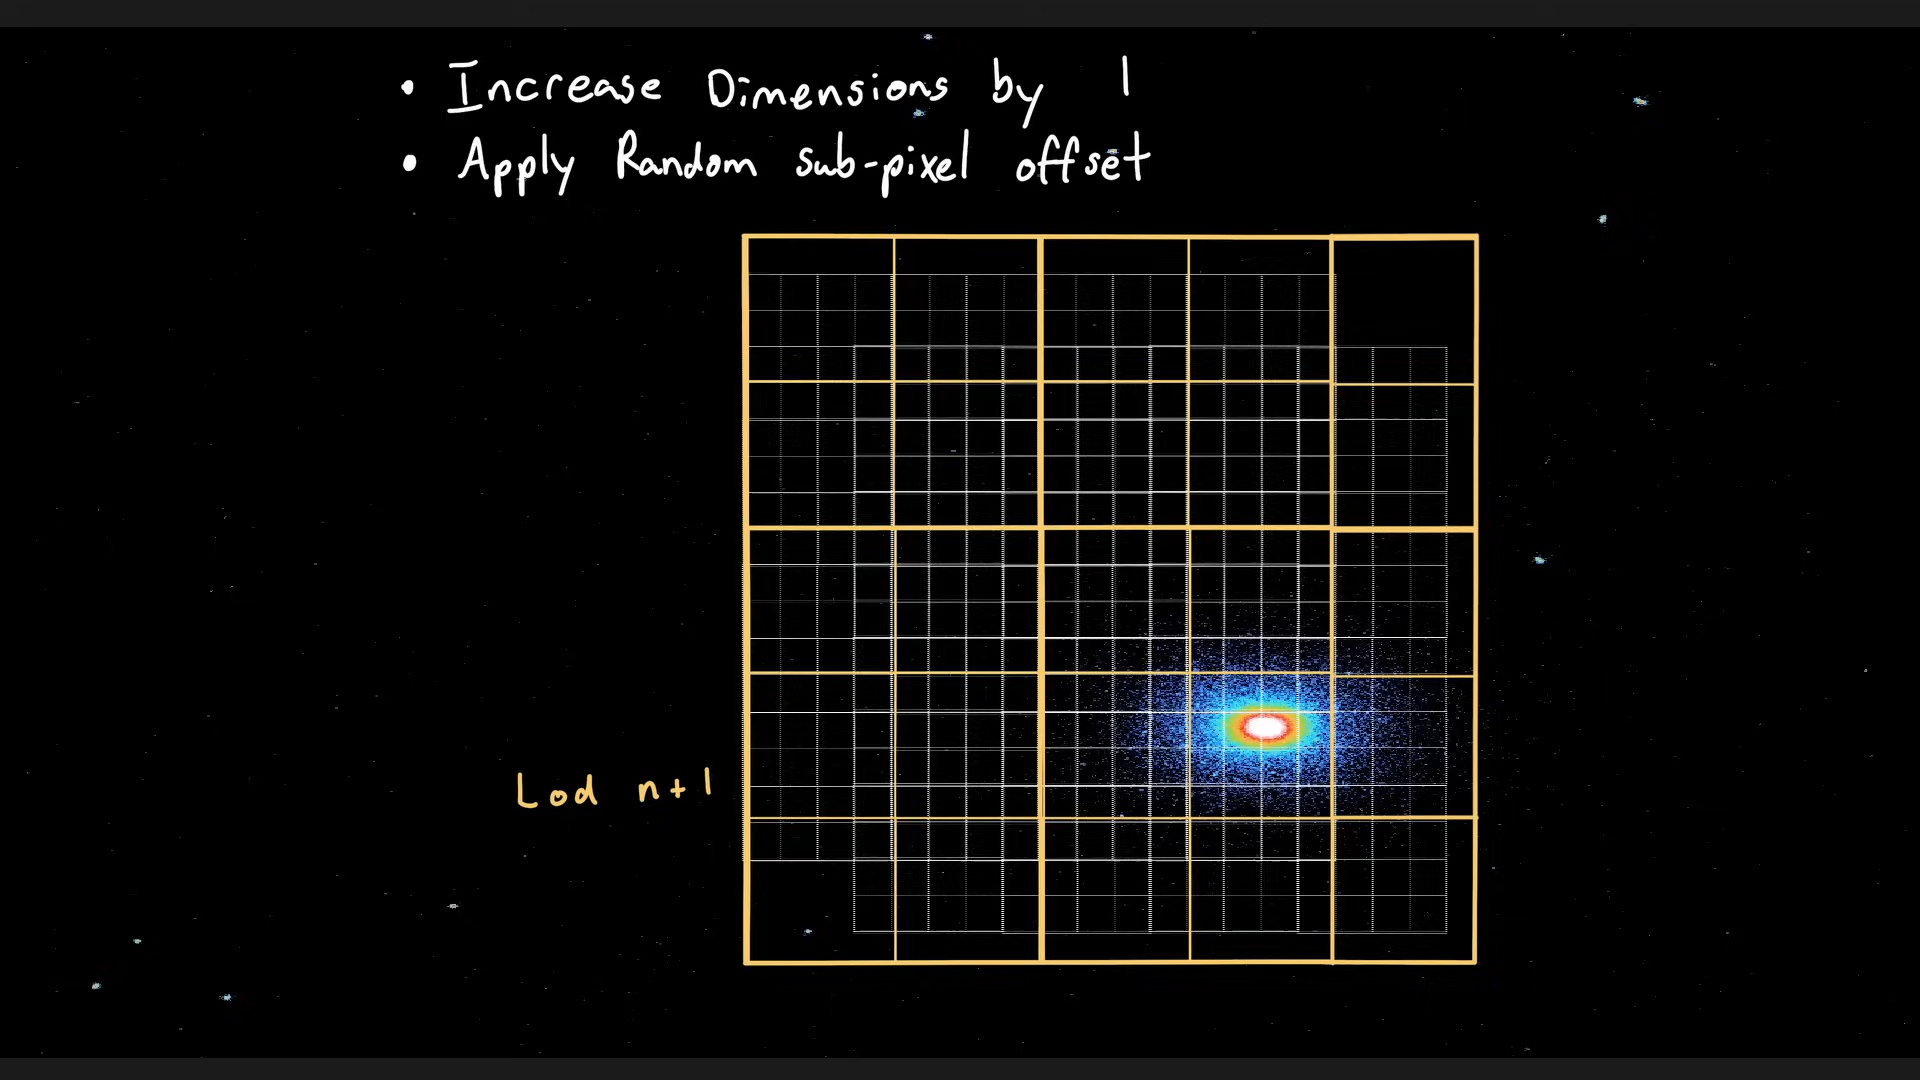 • Increase Dimensions by 1
• Apply Random sub-pixel offset
Lod n+1